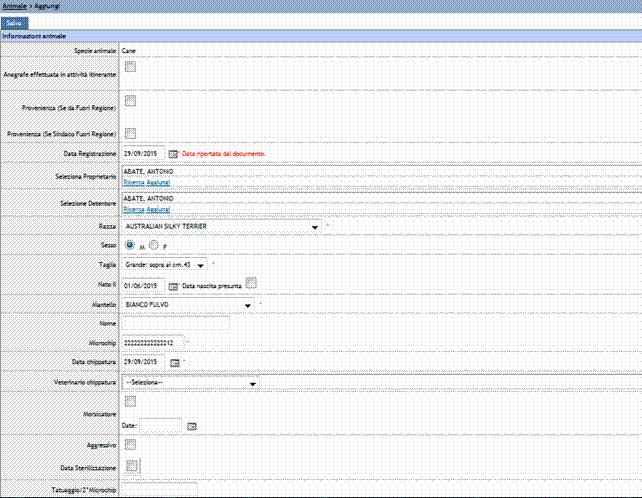 Animale > Aggiungi
Salva
Informazioni animale
Specie animale Cane
Anagrafe effettuata in attività itinerante
Provenienza (Se da Fuori Regione)
Provenienza (Se Sindaco Fuori Regione)
Data Registrazione 29/09/2015 * Data riportata dal documento.
Seleziona Proprietario ABATE, ANTONIO
Ricerca Aggiungi
Selezione Detentore ABATE, ANTONIO
Ricerca Aggiungi
Razza AUSTRALIAN SILKY TERRIER *
Sesso M F
Taglia Grande: sopra ai cm.45 *
Nato il 01/06/2015 * Data nascita presunta
Mantello BIANCO FULVO *
Nome
Microchip 222222222222212 *
Data chippatura 29/09/2015 *
Veterinario chippatura --Seleziona--
Morsicatore
Date:
Aggressivo
Data Sterilizzazione
Tatuaggio/2°Microchip